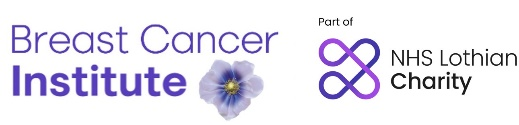 Breast Cancer
Institute
Part of
NHS Lothian
Charity